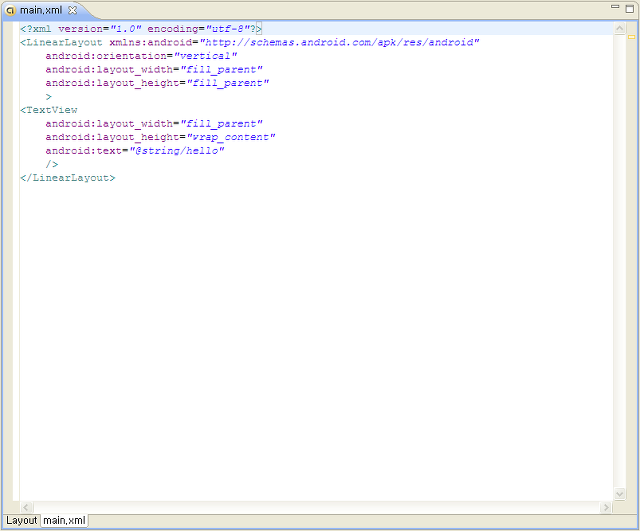 main.xml
<?xml version="1.0" encoding="utf-8"?>
<LinearLayout xmlns:android="http://schemas.android.com/apk/res/android"
    android:orientation="vertical"
    android:layout_width="fill_parent"
    android:layout_height="fill_parent"
    >
<TextView
    android:layout_width="fill_parent"
    android:layout_height="wrap_content"
    android:text="@string/hello"
    />
</LinearLayout>
Layout main.xml